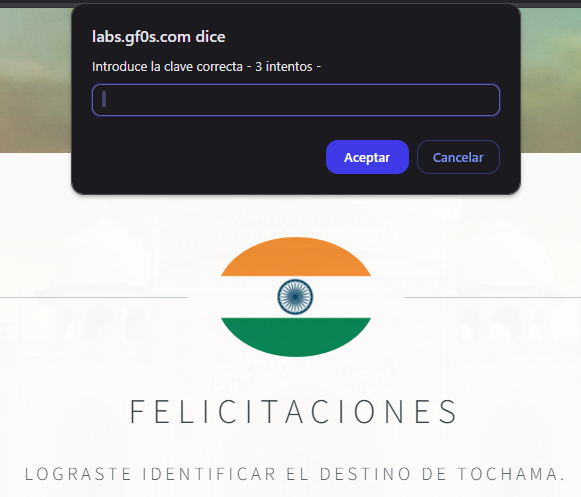 labs.gf0s.com dice
Introduce la clave correcta - 3 intentos -
Aceptar
Cancelar
FELICITACIONES
LOGRASTE IDENTIFICAR EL DESTINO DE TOCHAMA.